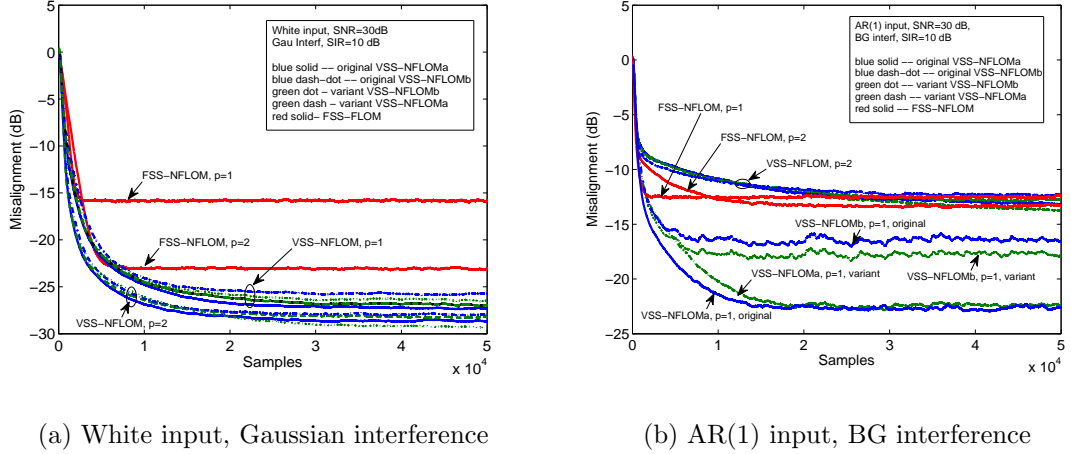 0
−5
−10
−15
−20
−25
−30
Misalignment (dB)
White input, SNR=30dB
Gau Interf, SIR=10 dB
blue solid −− original VSS−NFLOMa
blue dash−dot −− original VSS−NFLOMb
green dot − variant VSS−NFLOMb
green dash − variant VSS−NFLOMa
red solid− FSS−FLOM
FSS−NFLOM, p=1
FSS−NFLOM, p=2
VSS−NFLOM, p=1
VSS−NFLOM, p=2
0 1 2 3 4 5
Samples
x 10^4
(a) White input, Gaussian interference
5
0
−5
−10
−15
−20
−25
Misalignment (dB)
AR(1) input, SNR=30 dB,
BG interf, SIR=10 dB
blue solid −− original VSS−NFLOMa
blue dash−dot −− original VSS−NFLOMb
green dot − variant VSS−NFLOMb
green dash −− variant VSS−NFLOMa
red solid −− FSS−NFLOM
FSS−NFLOM, p=1
FSS−NFLOM, p=2
VSS−NFLOM, p=2
VSS−NFLOMb, p=1, original
VSS−NFLOMa, p=1, variant
VSS−NFLOMb, p=1, variant
VSS−NFLOMa, p=1, original
0 1 2 3 4 5
Samples
x 10^4
(b) AR(1) input, BG interference